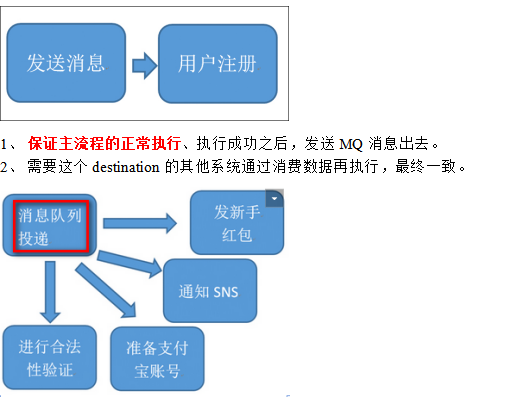 发送消息
用户注册
1、 保证主流程的正常执行、执行成功之后，发送 MQ 消息出去。
2、 需要这个 destination 的其他系统通过消费数据再执行，最终一致。
消息队列
投递
发新手
红包
通知 SNS
进行合法
性验证
准备支付
宝账号